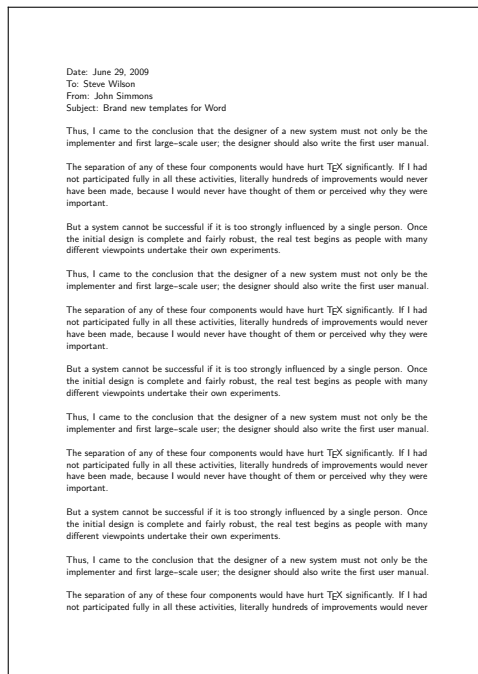 Date: June 29, 2009
To: Steve Wilson
From: John Simmons
Subject: Brand new templates for Word
Thus, I came to the conclusion that the designer of a new system must not only be the
implementer and first large–scale user; the designer should also write the first user manual.
The separation of any of these four components would have hurt TEX significantly. If I had
not participated fully in all these activities, literally hundreds of improvements would never
have been made, because I would never have thought of them or perceived why they were
important.
But a system cannot be successful if it is too strongly influenced by a single person. Once
the initial design is complete and fairly robust, the real test begins as people with many
different viewpoints undertake their own experiments.
Thus, I came to the conclusion that the designer of a new system must not only be the
implementer and first large–scale user; the designer should also write the first user manual.
The separation of any of these four components would have hurt TEX significantly. If I had
not participated fully in all these activities, literally hundreds of improvements would never
have been made, because I would never have thought of them or perceived why they were
important.
But a system cannot be successful if it is too strongly influenced by a single person. Once
the initial design is complete and fairly robust, the real test begins as people with many
different viewpoints undertake their own experiments.
Thus, I came to the conclusion that the designer of a new system must not only be the
implementer and first large–scale user; the designer should also write the first user manual.
The separation of any of these four components would have hurt TEX significantly. If I had
not participated fully in all these activities, literally hundreds of improvements would never
have been made, because I would never have thought of them or perceived why they were
important.
But a system cannot be successful if it is too strongly influenced by a single person. Once
the initial design is complete and fairly robust, the real test begins as people with many
different viewpoints undertake their own experiments.
Thus, I came to the conclusion that the designer of a new system must not only be the
implementer and first large–scale user; the designer should also write the first user manual.
The separation of any of these four components would have hurt TEX significantly. If I had
not participated fully in all these activities, literally hundreds of improvements would never